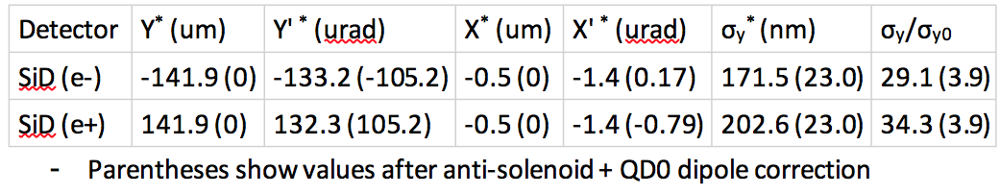 Detector Y* (um) Y' * (urad) X* (um) X' * (urad) σy* (nm) σy/σy0
SiD (e-) -141.9 (0) -133.2 (-105.2) -0.5 (0) -1.4 (0.17) 171.5 (23.0) 29.1 (3.9)
SiD (e+) 141.9 (0) 132.3 (105.2) -0.5 (0) -1.4 (-0.79) 202.6 (23.0) 34.3 (3.9)
- Parentheses show values after anti-solenoid + QD0 dipole correction